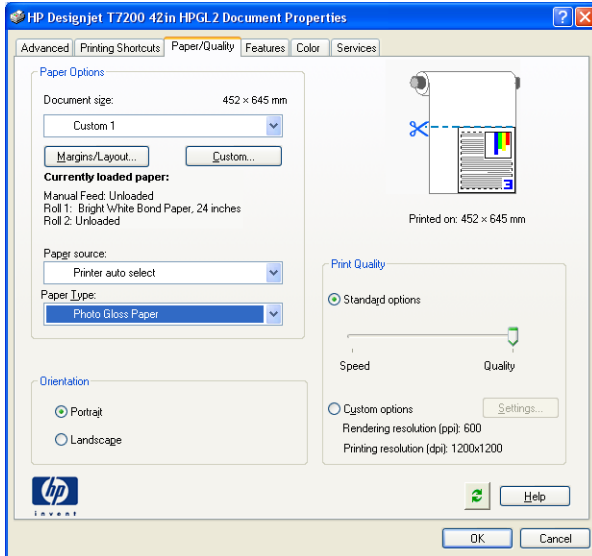 HP Designjet T7200 42in HPGL2 Document Properties
Advanced Printing Shortcuts Paper/Quality Features Color Services
Paper Options
Document size: 452 × 645 mm
Custom 1
Margins/Layout... Custom...
Currently loaded paper:
Manual Feed: Unloaded
Roll 1: Bright White Bond Paper, 24 inches
Roll 2: Unloaded
Paper source:
Printer auto select
Paper Type:
Photo Gloss Paper
Orientation
Portrait
Landscape
3
Printed on: 452 × 645 mm
Print Quality
Standard options
Speed Quality
Custom options Settings...
Rendering resolution (ppi): 600
Printing resolution (dpi): 1200x1200
hp
invent
Help
OK Cancel